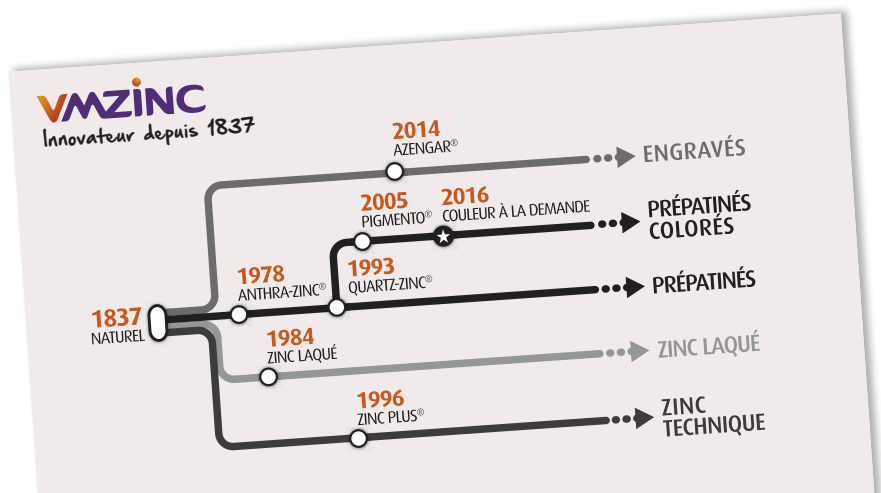 VMZINC
Innovateur depuis 1837
2014
AZENGAR®
ENGRAVÉS
2005
PIGMENTO®
2016
COULEUR À LA DEMANDE
PRÉPATINÉS
COLORÉS
1978
ANTHRA-ZINC®
1993
QUARTZ-ZINC®
PRÉPATINÉS
1837
NATUREL
1984
ZINC LAQUÉ
ZINC LAQUÉ
1996
ZINC PLUS®
ZINC
TECHNIQUE